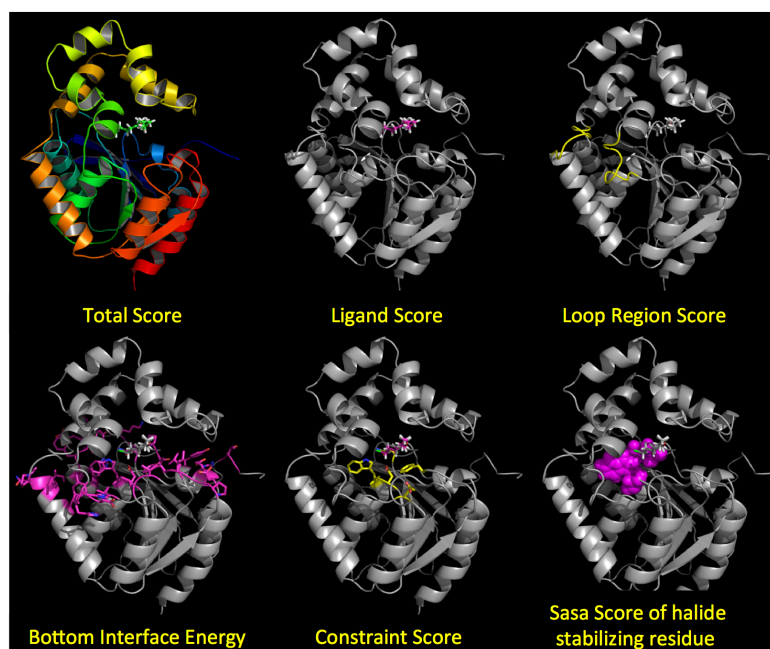 Total Score
Ligand Score
Loop Region Score
Bottom Interface Energy
Constraint Score
Sasa Score of halide
stabilizing residue